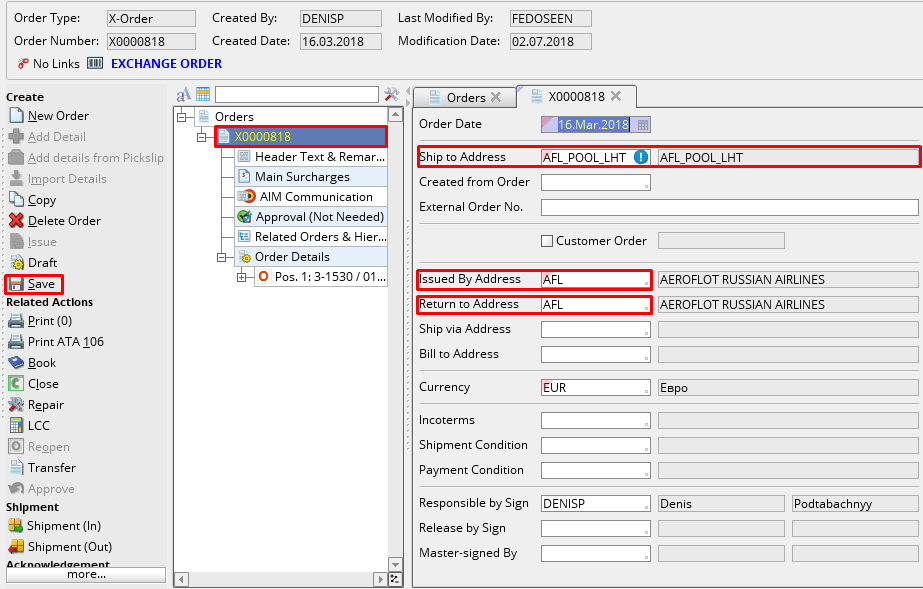 Order Type: X-Order Created By: DENISP Last Modified By: FEDOSEEN
Order Number: X0000818 Created Date: 16.03.2018 Modification Date: 02.07.2018
No Links EXCHANGE ORDER
Create
New Order
Add Detail
Add details from Pickslip
Import Details
Copy
Delete Order
Issue
Draft
Save
Related Actions
Print (0)
Print ATA 106
Book
Close
Repair
LCC
Reopen
Transfer
Approve
Shipment
Shipment (In)
Shipment (Out)
Acknowledgement
more...
Orders
X0000818
Header Text & Remar...
Main Surcharges
AIM Communication
Approval (Not Needed)
Related Orders & Hier...
Order Details
Pos. 1: 3-1530 / 01...
Orders X0000818
Order Date 16.Mar.2018
Ship to Address AFL_POOL_LHT AFL_POOL_LHT
Created from Order
External Order No.
Customer Order
Issued By Address AFL AEROFLOT RUSSIAN AIRLINES
Return to Address AFL AEROFLOT RUSSIAN AIRLINES
Ship via Address
Bill to Address
Currency EUR Евро
Incoterms
Shipment Condition
Payment Condition
Responsible by Sign DENISP Denis Podtabachnyy
Release by Sign
Master-signed By